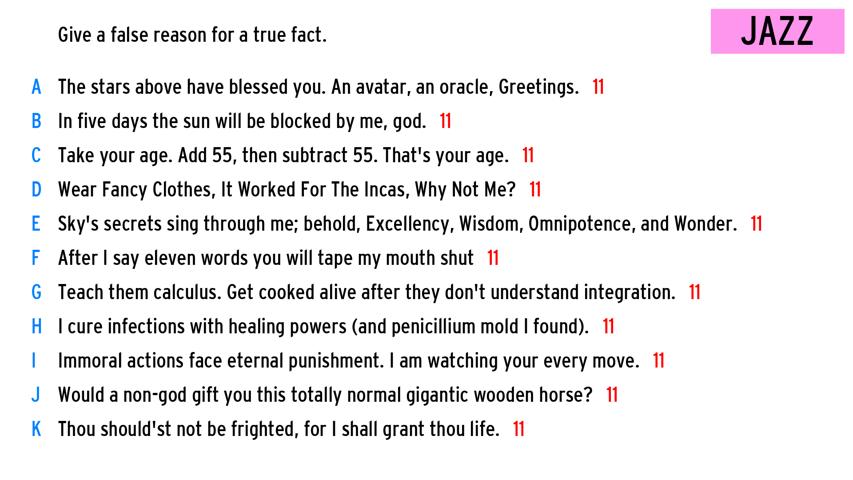 Give a false reason for a true fact.
JAZZ
A The stars above have blessed you. An avatar, an oracle, Greetings. 11
B In five days the sun will be blocked by me, god. 11
C Take your age. Add 55, then subtract 55. That's your age. 11
D Wear Fancy Clothes, It Worked For The Incas, Why Not Me? 11
E Sky's secrets sing through me; behold, Excellency, Wisdom, Omnipotence, and Wonder. 11
F After I say eleven words you will tape my mouth shut 11
G Teach them calculus. Get cooked alive after they don't understand integration. 11
H I cure infections with healing powers (and penicillium mold I found). 11
I Immoral actions face eternal punishment. I am watching your every move. 11
J Would a non-god gift you this totally normal gigantic wooden horse? 11
K Thou should'st not be frighted, for I shall grant thou life. 11